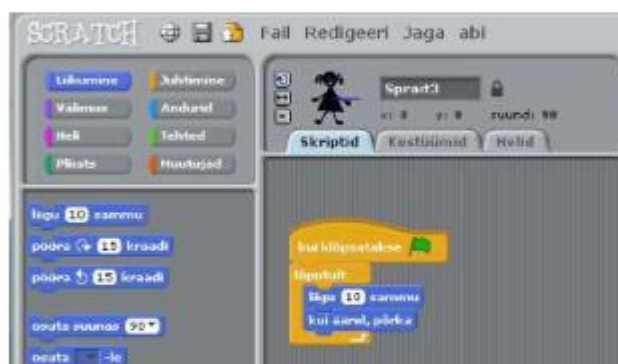 SCRATCH Fail Redigeeri Jaga abi
Liikumine Juhtimine
Välimus Andurid
Heli Tehted
Pliiats Muutujad
Sprait3
x: 0 y: 0 suund: 90
Skriptid Kostüümid Helid
liigu 10 sammu
pööra 15 kraadi
pööra 15 kraadi
osuta suunas 90
osuta -le
kui klõpsatakse
lõputult
liigu 10 sammu
kui äärel, põrka